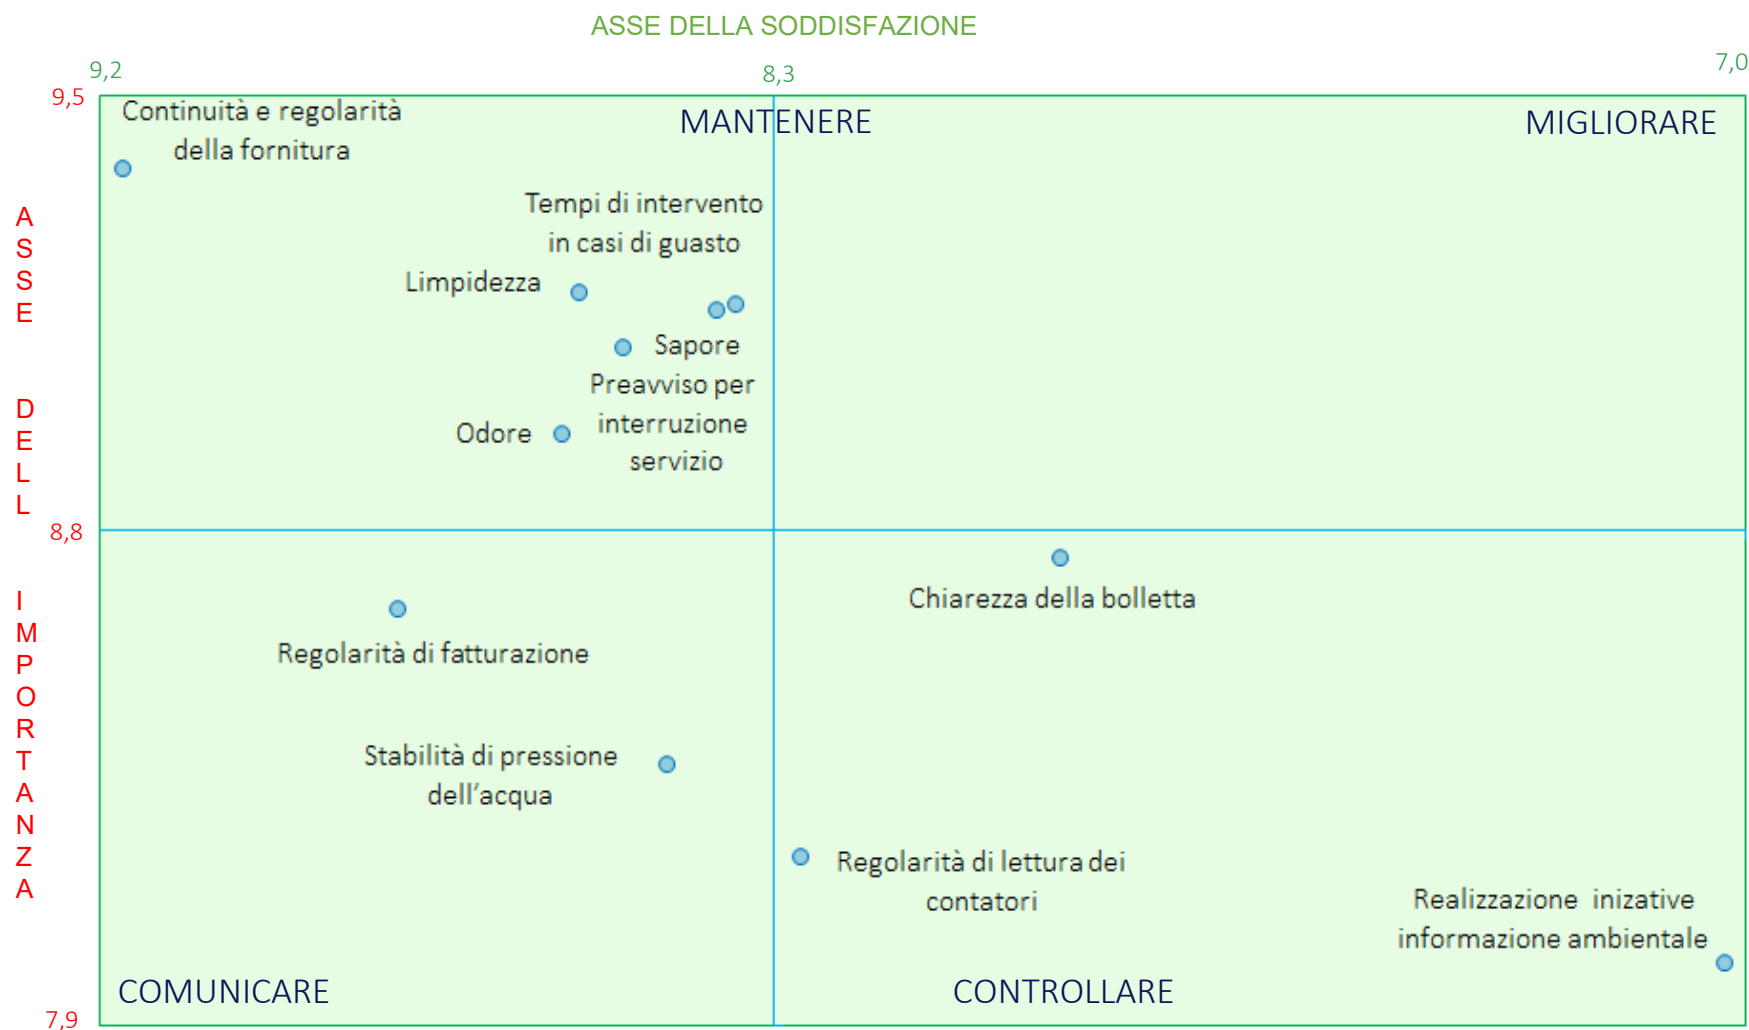 ASSE DELLA SODDISFAZIONE
9,2
8,3
7,0
9,5
Continuità e regolarità
della fornitura
MANTENERE
MIGLIORARE
Tempi di intervento
in casi di guasto
Limpidezza
Sapore
Preavviso per
interruzione
servizio
Odore
ASSE DELL IMPORTANZA
8,8
Chiarezza della bolletta
Regolarità di fatturazione
Stabilità di pressione
dell'acqua
Regolarità di lettura dei
contatori
Realizzazione inizative
informazione ambientale
COMUNICARE
CONTROLLARE
7,9